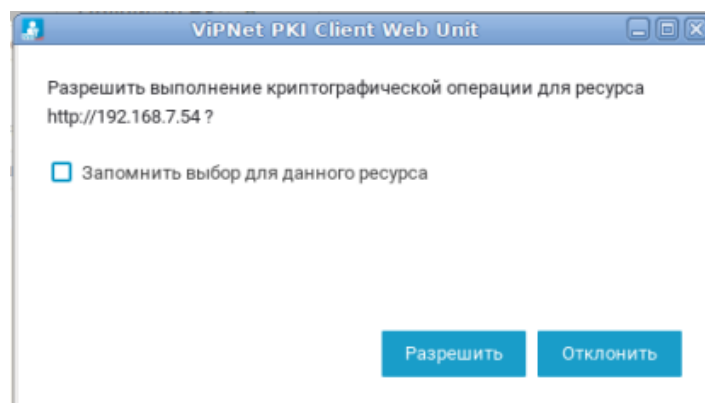 ViPNet PKI Client Web Unit
Разрешить выполнение криптографической операции для ресурса
http://192.168.7.54 ?
Запомнить выбор для данного ресурса
Разрешить Отклонить